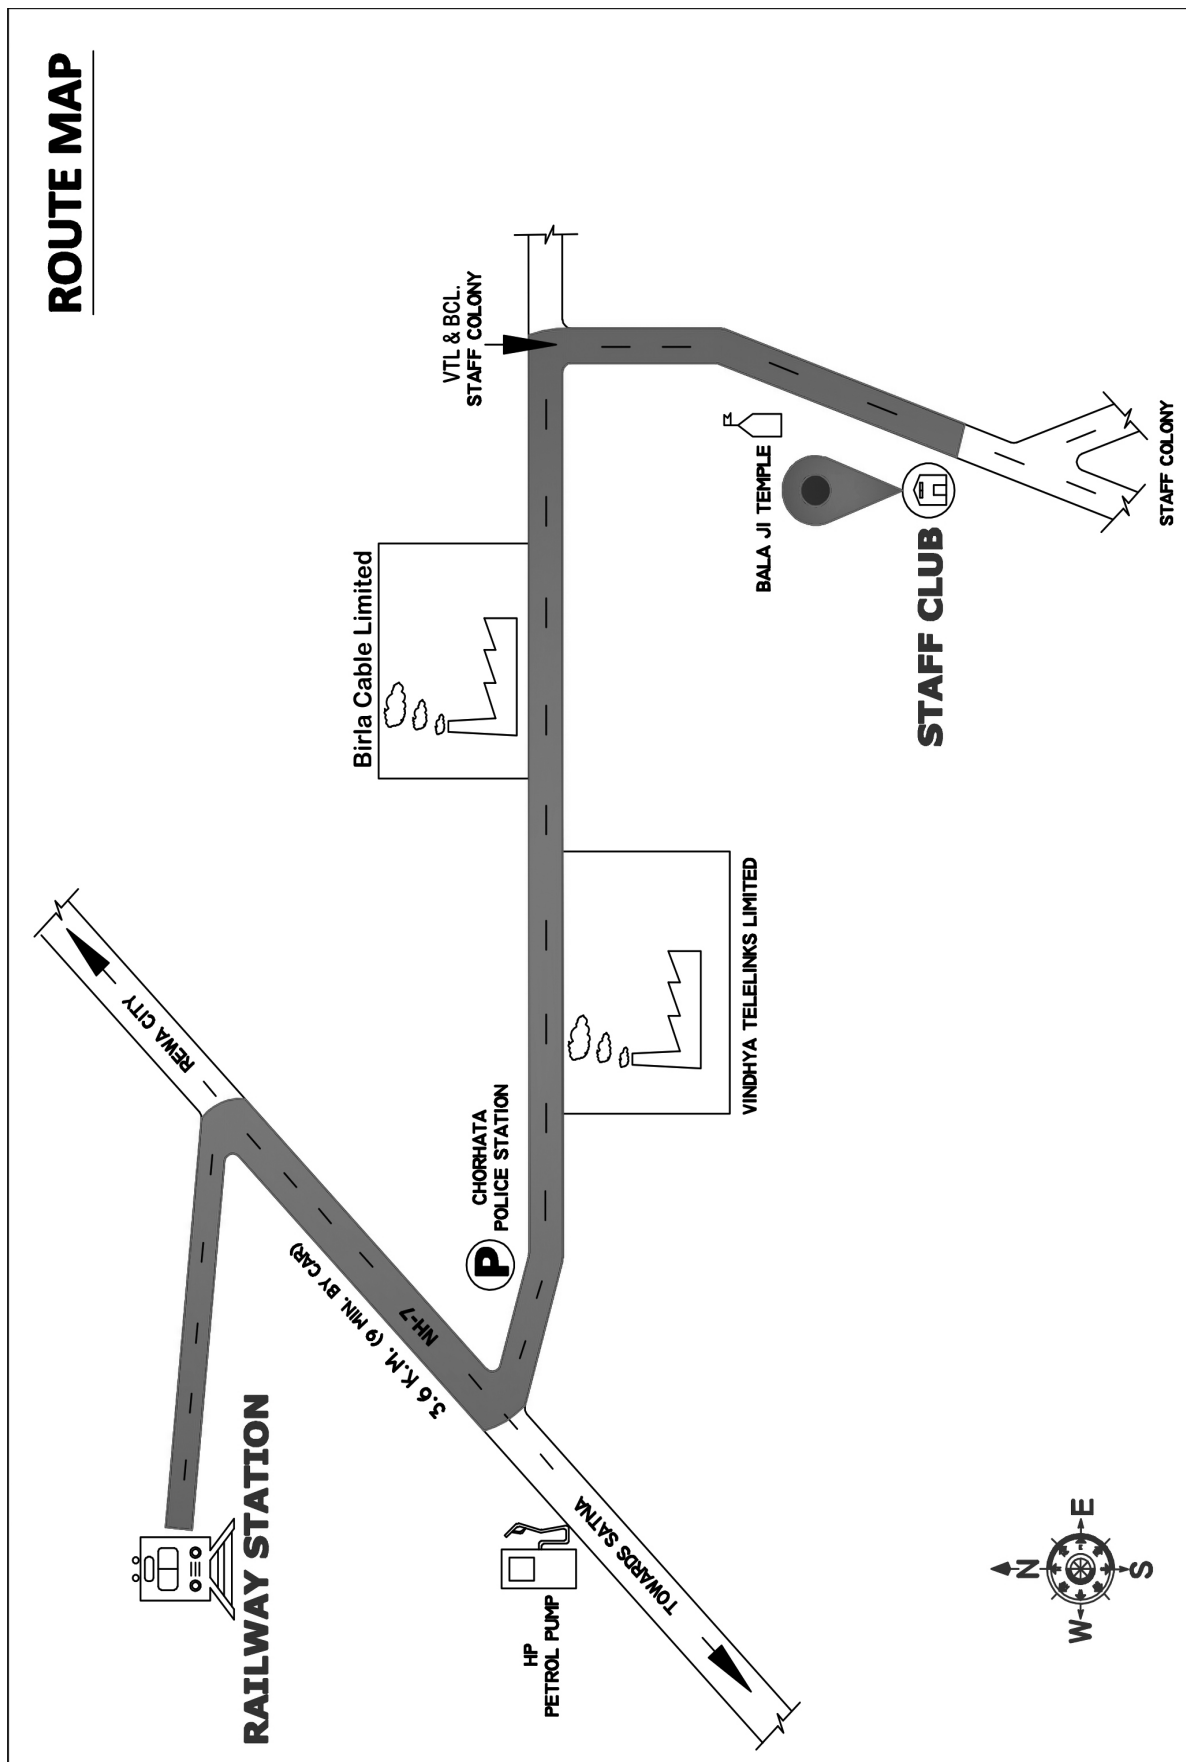 ROUTE MAP
REWA CITY
RAILWAY STATION
3.6 K.M. (9 MIN. BY CAR)
NH-7
Birla Cable Limited
VTL & BCL.
STAFF COLONY
CHORHATA
POLICE STATION
P
HP
PETROL PUMP
TOWARDS SATNA
VINDHYA TELELINKS LIMITED
BALA JI TEMPLE
STAFF CLUB
STAFF COLONY
N
W
E
S